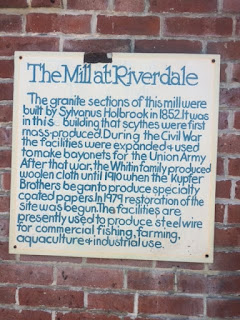 The Mill at Riverdale
The granite sections of this mill were
built by Sylvanus Holbrook in 1852. It was
in this building that scythes were first
mass-produced. During the Civil War
the facilities were expanded & used
to make bayonets for the Union Army
After that war, the Whitin family produced
woolen cloth until 1910 when the Kupfer
Brothers began to produce specialty
coated papers. In 1979 restoration of the
site was begun. The facilities are
presently used to produce steel wire
for commercial fishing, farming,
aquaculture & industrial use.